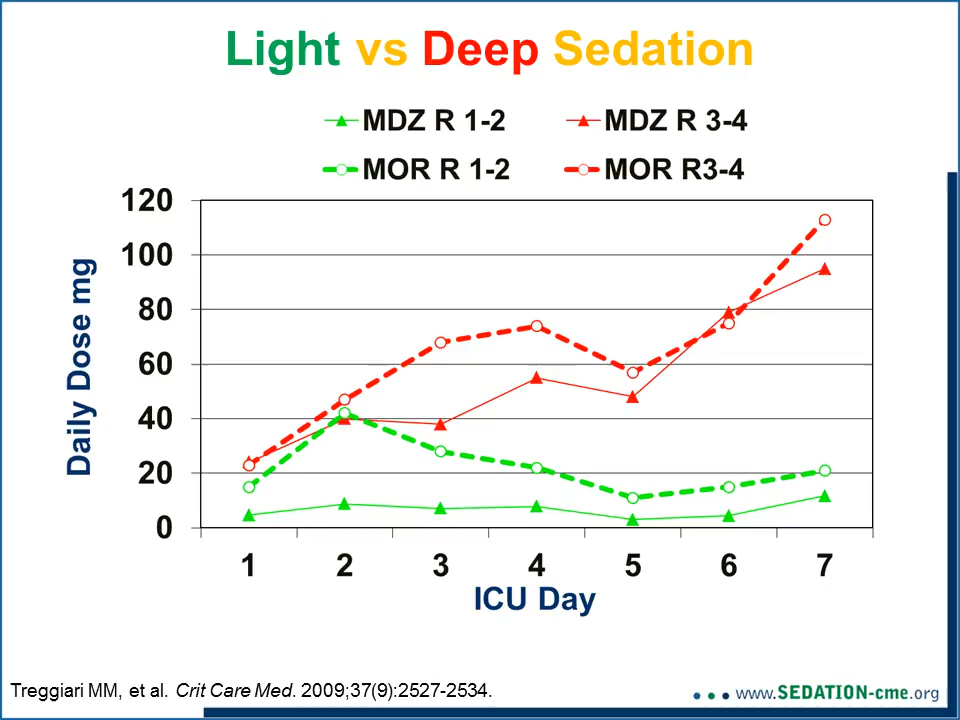 Light vs Deep Sedation
MDZ R 1-2
MDZ R 3-4
MOR R 1-2
MOR R3-4
120
100
80
60
40
20
0
Daily Dose mg
1 2 3 4 5 6 7
ICU Day
Treggiari MM, et al. Crit Care Med. 2009;37(9):2527-2534.
www.SEDATION-cme.org